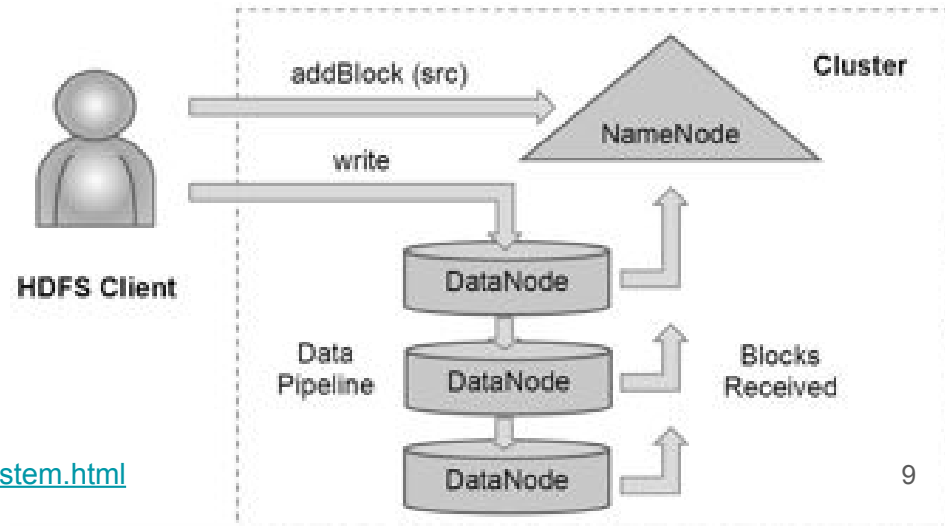 addBlock (src)
Cluster
NameNode
write
HDFS Client
DataNode
Data
Pipeline
DataNode
Blocks
Received
DataNode
stem.html
9